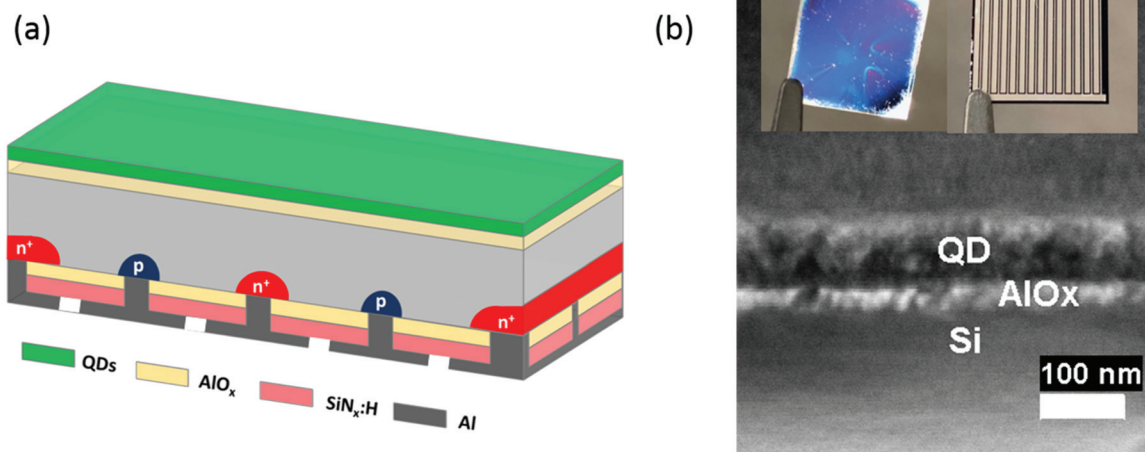 (a)
(b)
n⁺
p
n⁺
p
n⁺
QDs
AlOₓ
SiNₓ:H
Al
QD
AlOx
Si
100 nm